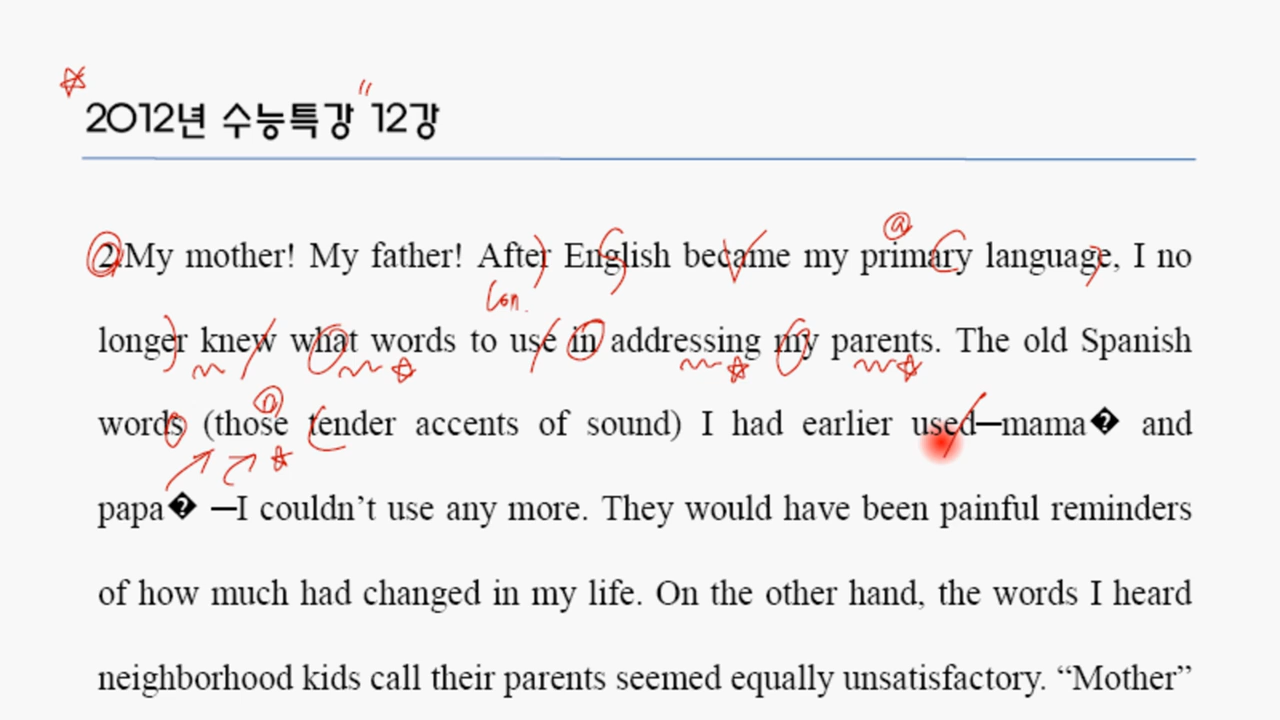 2012년 수능특강 12강
2.My mother! My father! After English became my primary language, I no
con.
longer knew what words to use in addressing my parents. The old Spanish
words (those tender accents of sound) I had earlier used─mama� and
papa� ─I couldn’t use any more. They would have been painful reminders
of how much had changed in my life. On the other hand, the words I heard
neighborhood kids call their parents seemed equally unsatisfactory. “Mother”